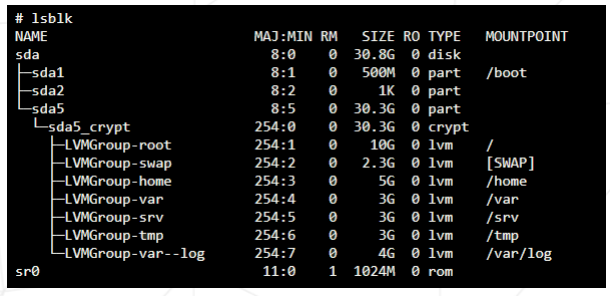 # lsblk
NAME                    MAJ:MIN RM   SIZE RO TYPE  MOUNTPOINT
sda                       8:0    0  30.8G  0 disk
├─sda1                    8:1    0   500M  0 part  /boot
├─sda2                    8:2    0     1K  0 part
└─sda5                    8:5    0  30.3G  0 part
  └─sda5_crypt          254:0    0  30.3G  0 crypt
    ├─LVMGroup-root     254:1    0    10G  0 lvm   /
    ├─LVMGroup-swap     254:2    0   2.3G  0 lvm   [SWAP]
    ├─LVMGroup-home     254:3    0     5G  0 lvm   /home
    ├─LVMGroup-var      254:4    0     3G  0 lvm   /var
    ├─LVMGroup-srv      254:5    0     3G  0 lvm   /srv
    ├─LVMGroup-tmp      254:6    0     3G  0 lvm   /tmp
    └─LVMGroup-var--log 254:7    0     4G  0 lvm   /var/log
sr0                      11:0    1  1024M  0 rom